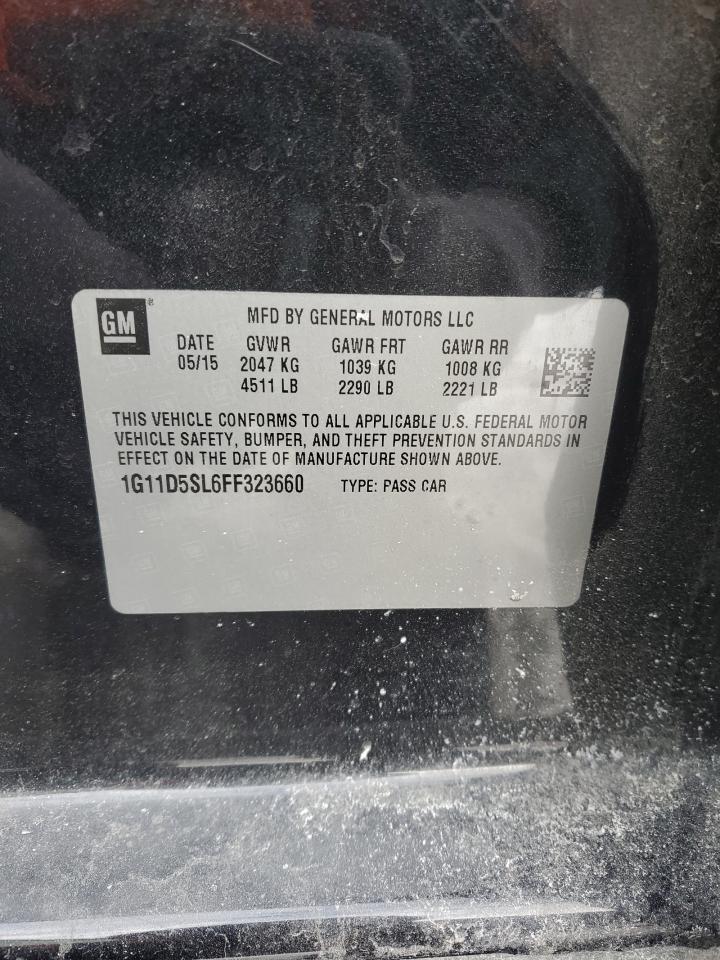 GM ®
MFD BY GENERAL MOTORS LLC
DATE GVWR GAWR FRT GAWR RR
05/15 2047 KG 1039 KG 1008 KG
4511 LB 2290 LB 2221 LB
THIS VEHICLE CONFORMS TO ALL APPLICABLE U.S. FEDERAL MOTOR
VEHICLE SAFETY, BUMPER, AND THEFT PREVENTION STANDARDS IN
EFFECT ON THE DATE OF MANUFACTURE SHOWN ABOVE.
1G11D5SL6FF323660 TYPE: PASS CAR